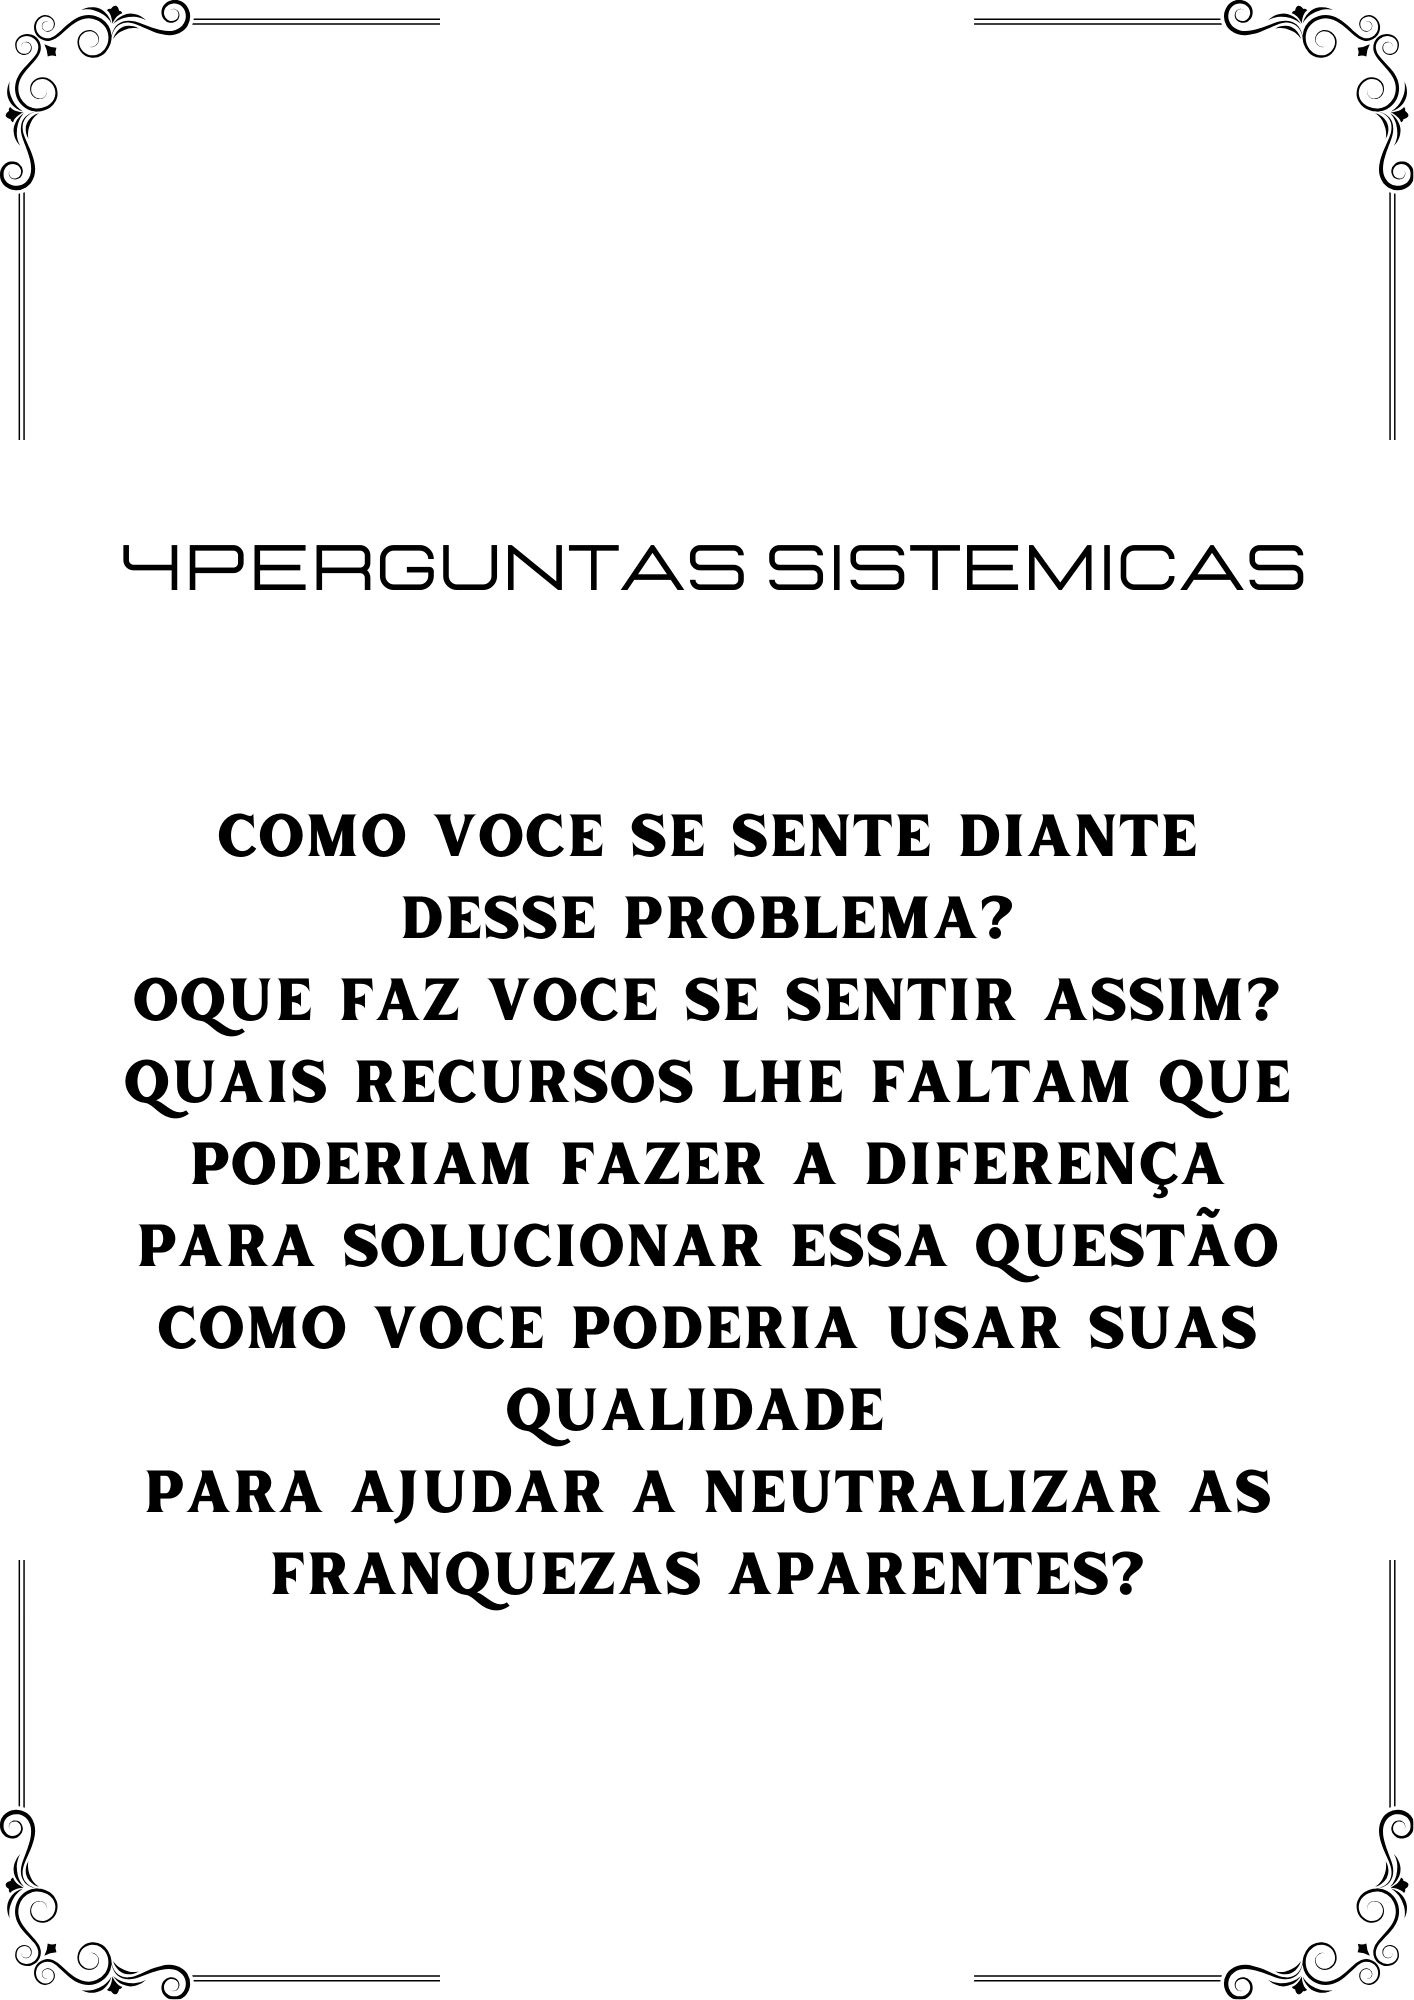 4PERGUNTAS SISTEMICAS
COMO VOCE SE SENTE DIANTE
DESSE PROBLEMA?
OQUE FAZ VOCE SE SENTIR ASSIM?
QUAIS RECURSOS LHE FALTAM QUE
PODERIAM FAZER A DIFERENÇA
PARA SOLUCIONAR ESSA QUESTÃO
COMO VOCE PODERIA USAR SUAS
QUALIDADE
PARA AJUDAR A NEUTRALIZAR AS
FRANQUEZAS APARENTES?